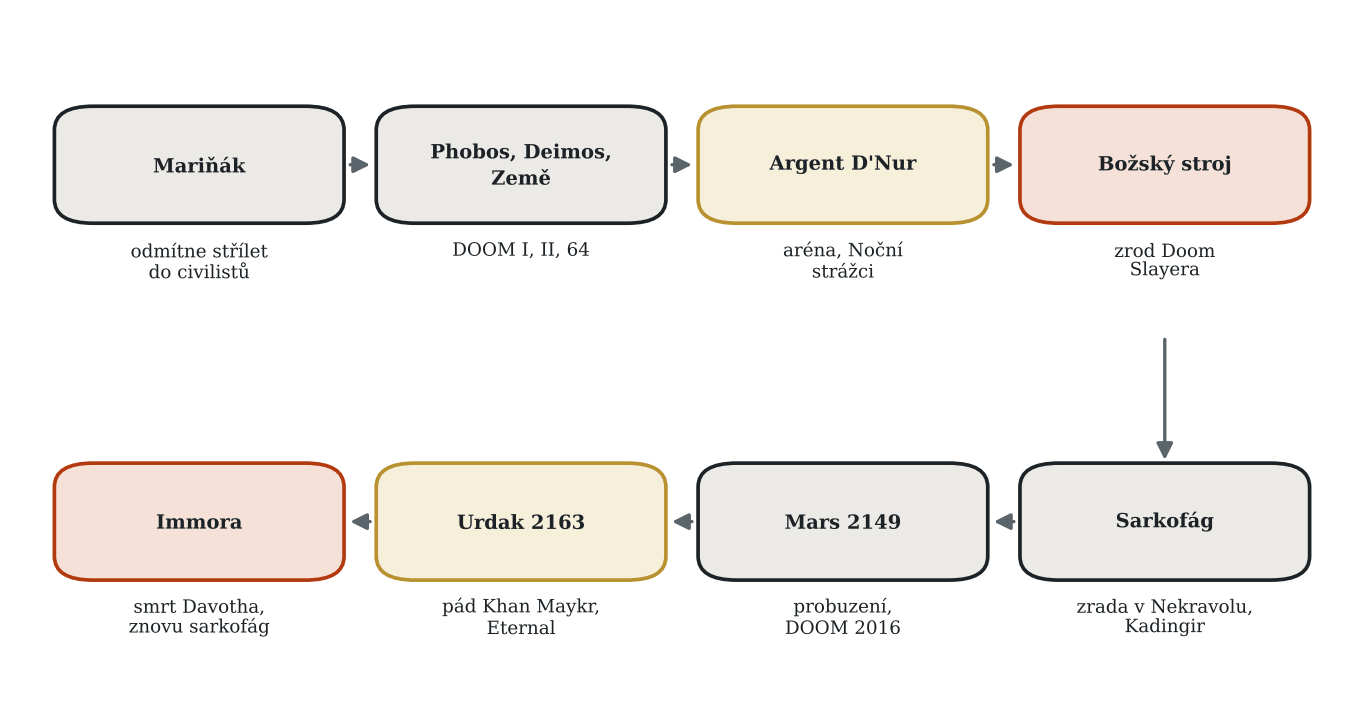 Mariňák
odmítne střílet
do civilistů
Phobos, Deimos,
Země
DOOM I, II, 64
Argent D'Nur
aréna, Noční
strážci
Božský stroj
zrod Doom
Slayera
Sarkofág
zrada v Nekravolu,
Kadingir
Mars 2149
probuzení,
DOOM 2016
Urdak 2163
pád Khan Maykr,
Eternal
Immora
smrt Davotha,
znovu sarkofág